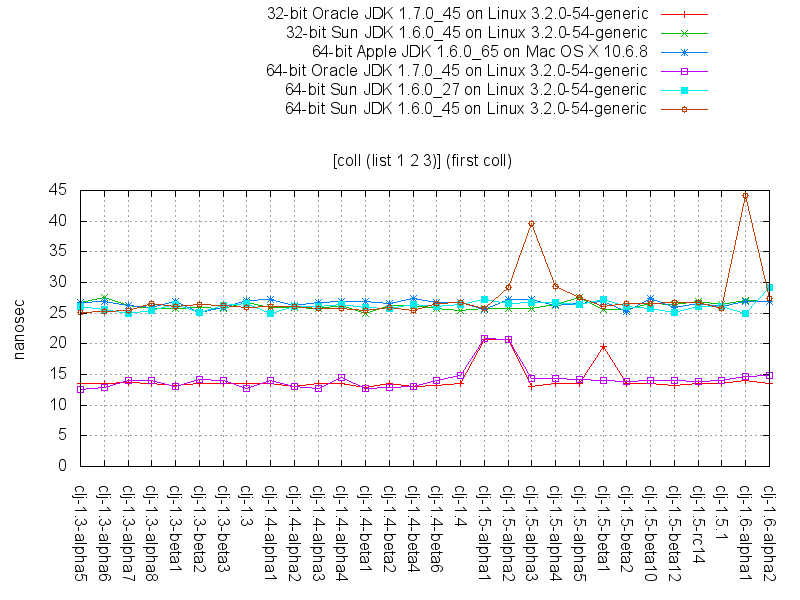 32-bit Oracle JDK 1.7.0_45 on Linux 3.2.0-54-generic
32-bit Sun JDK 1.6.0_45 on Linux 3.2.0-54-generic
64-bit Apple JDK 1.6.0_65 on Mac OS X 10.6.8
64-bit Oracle JDK 1.7.0_45 on Linux 3.2.0-54-generic
64-bit Sun JDK 1.6.0_27 on Linux 3.2.0-54-generic
64-bit Sun JDK 1.6.0_45 on Linux 3.2.0-54-generic
[coll (list 1 2 3)] (first coll)
45
40
35
30
25
20
15
10
5
0
nanosec
clj-1.3-alpha5
clj-1.3-alpha6
clj-1.3-alpha7
clj-1.3-alpha8
clj-1.3-beta1
clj-1.3-beta2
clj-1.3-beta3
clj-1.3
clj-1.4-alpha1
clj-1.4-alpha2
clj-1.4-alpha3
clj-1.4-alpha4
clj-1.4-beta1
clj-1.4-beta2
clj-1.4-beta4
clj-1.4-beta6
clj-1.4
clj-1.5-alpha1
clj-1.5-alpha2
clj-1.5-alpha3
clj-1.5-alpha4
clj-1.5-alpha5
clj-1.5-beta1
clj-1.5-beta2
clj-1.5-beta10
clj-1.5-beta12
clj-1.5-rc14
clj-1.5.1
clj-1.6-alpha1
clj-1.6-alpha2